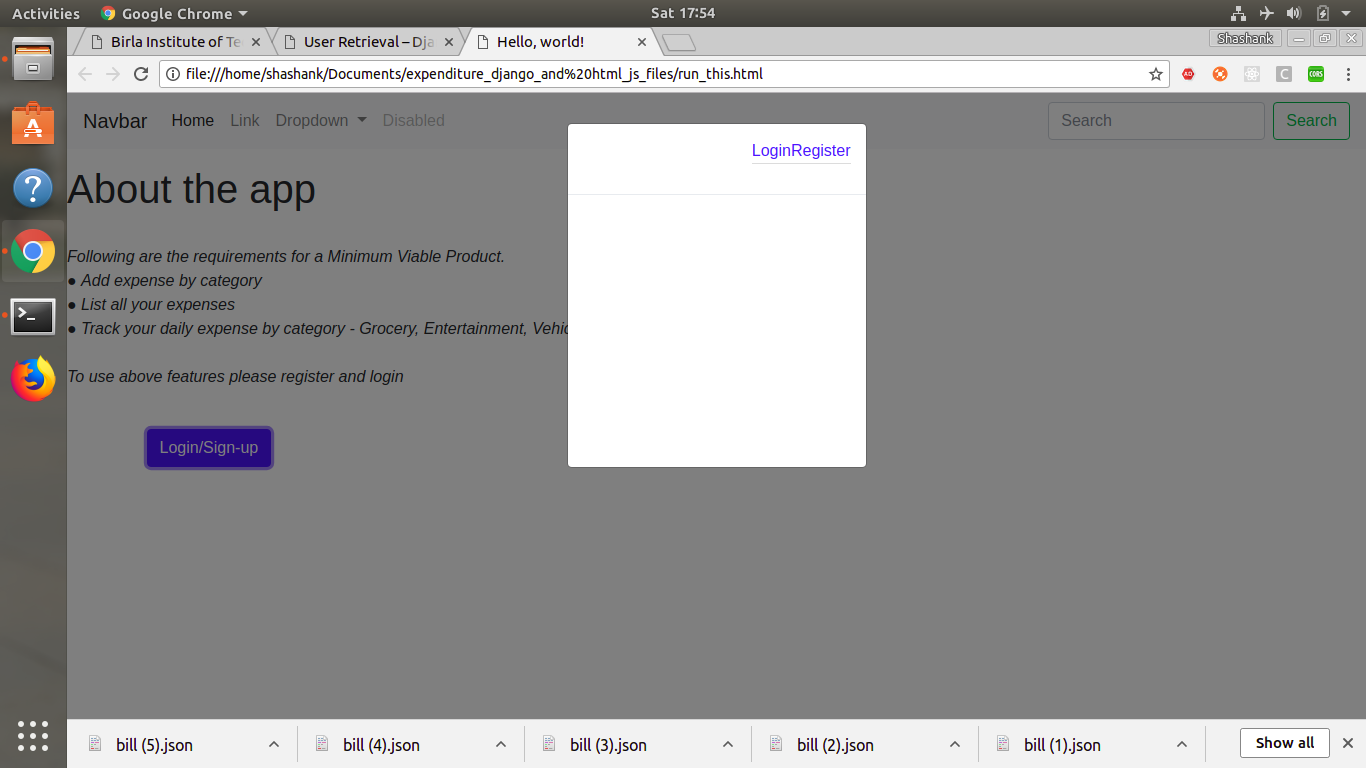 Activities Google Chrome Sat 17:54
Birla Institute of Te User Retrieval – Dja Hello, world! Shashank
file:///home/shashank/Documents/expenditure_django_and%20html_js_files/run_this.html AD C CORS
Navbar Home Link Dropdown Disabled Search Search
LoginRegister
About the app
Following are the requirements for a Minimum Viable Product.
● Add expense by category
● List all your expenses
● Track your daily expense by category - Grocery, Entertainment, Vehic
To use above features please register and login
Login/Sign-up
bill (5).json bill (4).json bill (3).json bill (2).json bill (1).json Show all